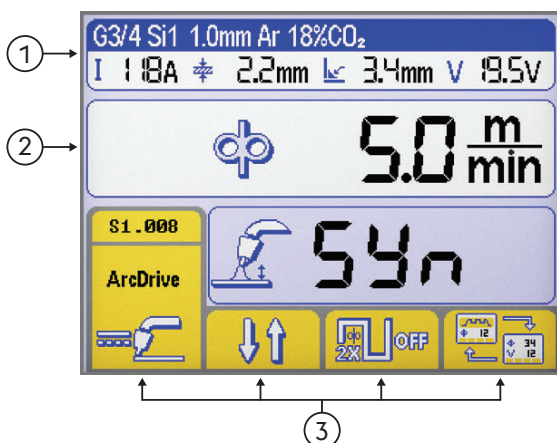 G3/4 Si1 1.0mm Ar 18%CO₂
I 118A 2.2mm 3.4mm V 19.5V
1
2
5.0 m/min
S1.008
Syn
ArcDrive
2X OFF
12
Φ 34
V 12
3